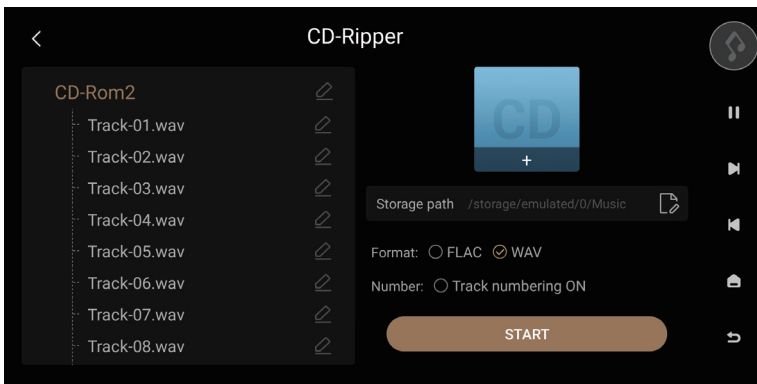 CD-Ripper
CD-Rom2
Track-01.wav
Track-02.wav
Track-03.wav
Track-04.wav
Track-05.wav
Track-06.wav
Track-07.wav
Track-08.wav
CD
+
Storage path /storage/emulated/0/Music
Format: FLAC WAV
Number: Track numbering ON
START